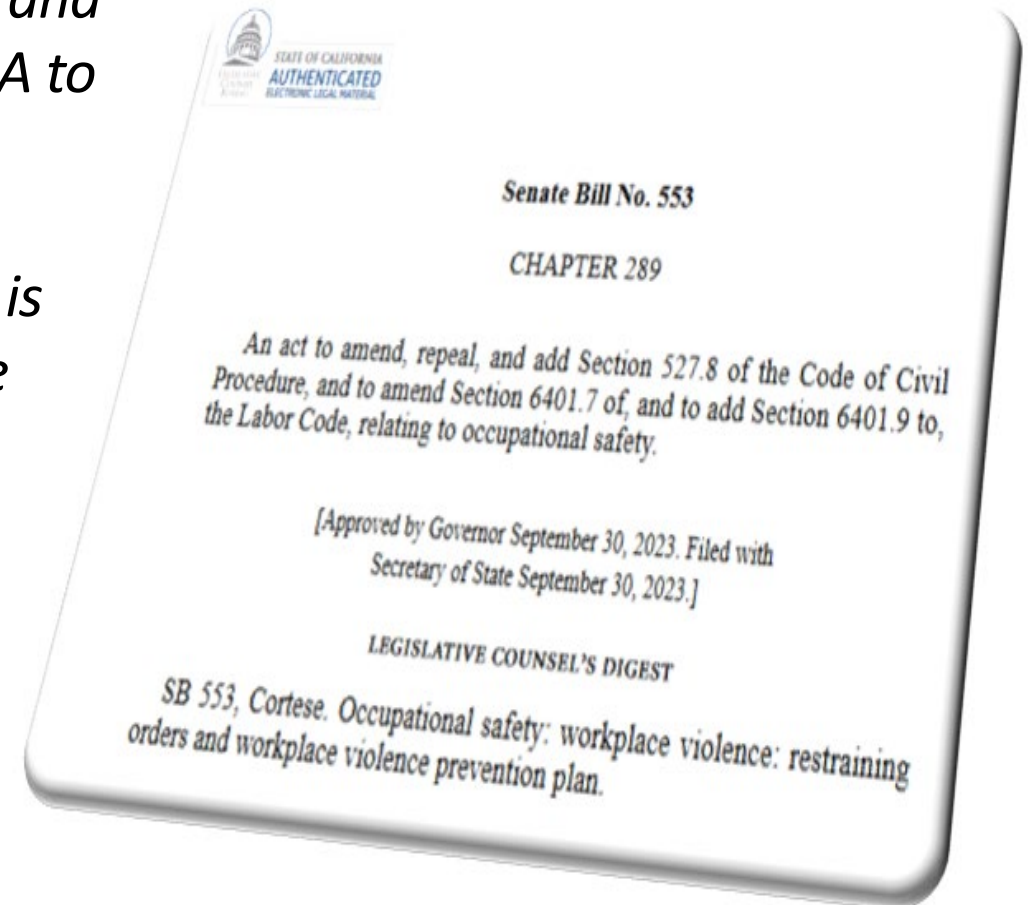 and
A to
is
e
STATE OF CALIFORNIA
AUTHENTICATED
ELECTRONIC LEGAL MATERIAL
Senate Bill No. 553
CHAPTER 289
An act to amend, repeal, and add Section 527.8 of the Code of Civil
Procedure, and to amend Section 6401.7 of, and to add Section 6401.9 to,
the Labor Code, relating to occupational safety.
[Approved by Governor September 30, 2023. Filed with
Secretary of State September 30, 2023.]
LEGISLATIVE COUNSEL'S DIGEST
SB 553, Cortese. Occupational safety: workplace violence: restraining
orders and workplace violence prevention plan.